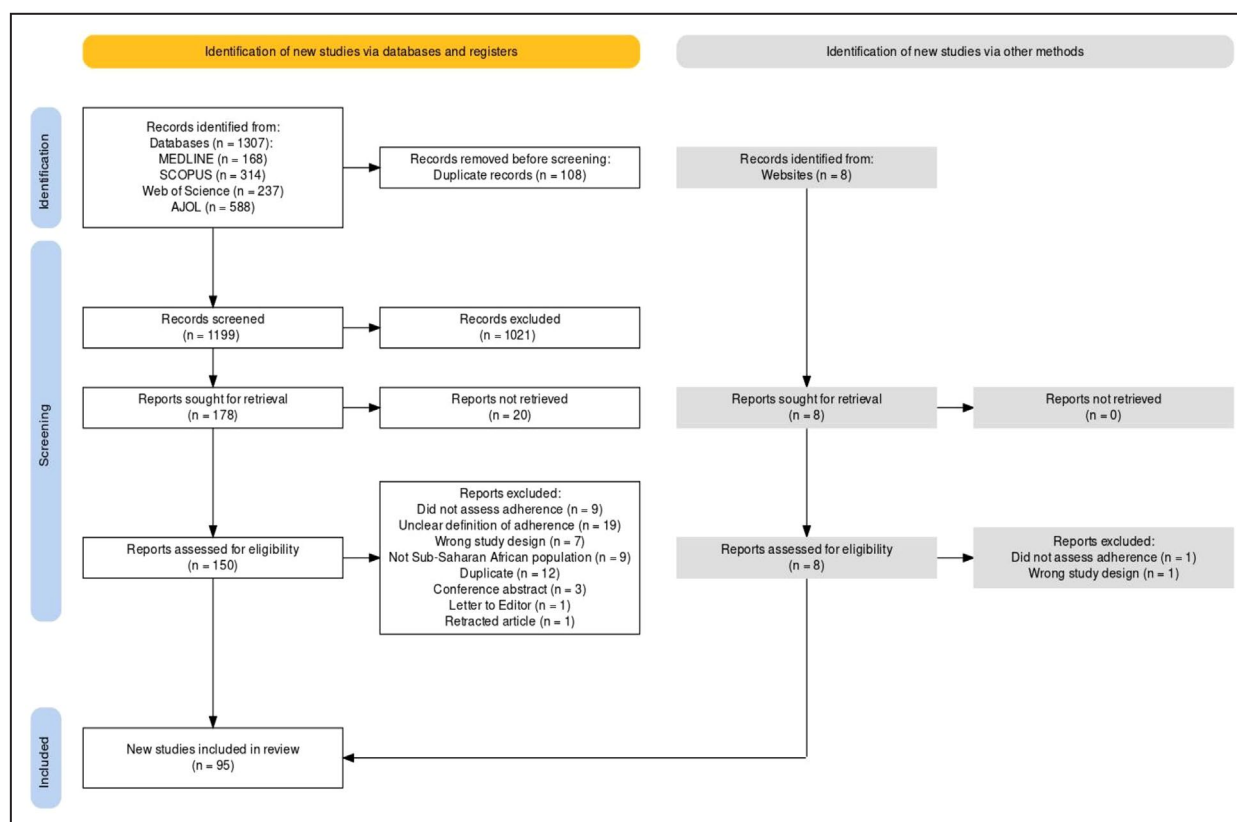 Identification of new studies via databases and registers
Identification of new studies via other methods
Identification
Records identified from:
Databases (n = 1307):
MEDLINE (n = 168)
SCOPUS (n = 314)
Web of Science (n = 237)
AJOL (n = 588)
Records removed before screening:
Duplicate records (n = 108)
Records identified from:
Websites (n = 8)
Screening
Records screened
(n = 1199)
Records excluded
(n = 1021)
Reports sought for retrieval
(n = 178)
Reports not retrieved
(n = 20)
Reports sought for retrieval
(n = 8)
Reports not retrieved
(n = 0)
Reports assessed for eligibility
(n = 150)
Reports excluded:
Did not assess adherence (n = 9)
Unclear definition of adherence (n = 19)
Wrong study design (n = 7)
Not Sub-Saharan African population (n = 9)
Duplicate (n = 12)
Conference abstract (n = 3)
Letter to Editor (n = 1)
Retracted article (n = 1)
Reports assessed for eligibility
(n = 8)
Reports excluded:
Did not assess adherence (n = 1)
Wrong study design (n = 1)
Included
New studies included in review
(n = 95)